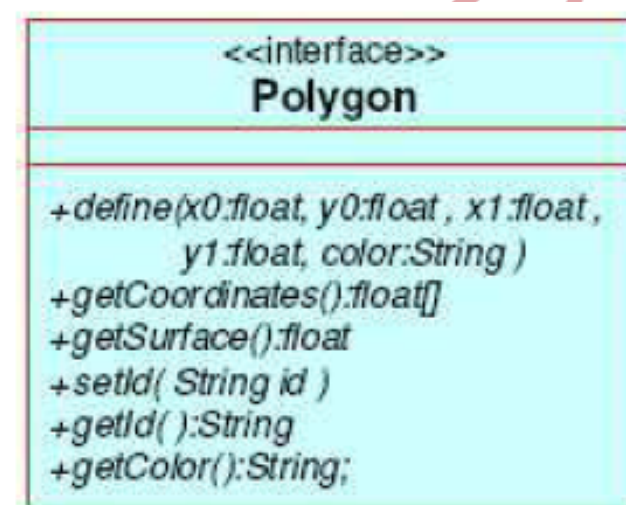 <<interface>>
Polygon
+define(x0:float, y0:float , x1:float ,
y1:float, color:String )
+getCoordinates():float[]
+getSurface():float
+setId( String id )
+getId( ):String
+getColor():String;